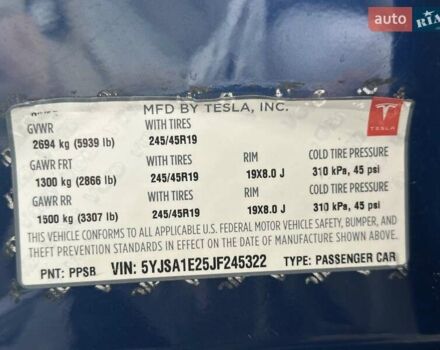 auto RIA
MFD BY TESLA, INC.
GVWR WITH TIRES
2694 kg (5939 lb) 245/45R19
TESLA
GAWR FRT WITH TIRES RIM COLD TIRE PRESSURE
1300 kg (2866 lb) 245/45R19 19X8.0 J 310 kPa, 45 psi
GAWR RR WITH TIRES RIM COLD TIRE PRESSURE
1500 kg (3307 lb) 245/45R19 19X8.0 J 310 kPa, 45 psi
THIS VEHICLE CONFORMS TO ALL APPLICABLE U.S. FEDERAL MOTOR VEHICLE SAFETY, BUMPER, AND
THEFT PREVENTION STANDARDS IN EFFECT ON THE DATE OF MANUFACTURE SHOWN ABOVE.
PNT: PPSB VIN: 5YJSA1E25JF245322 TYPE: PASSENGER CAR